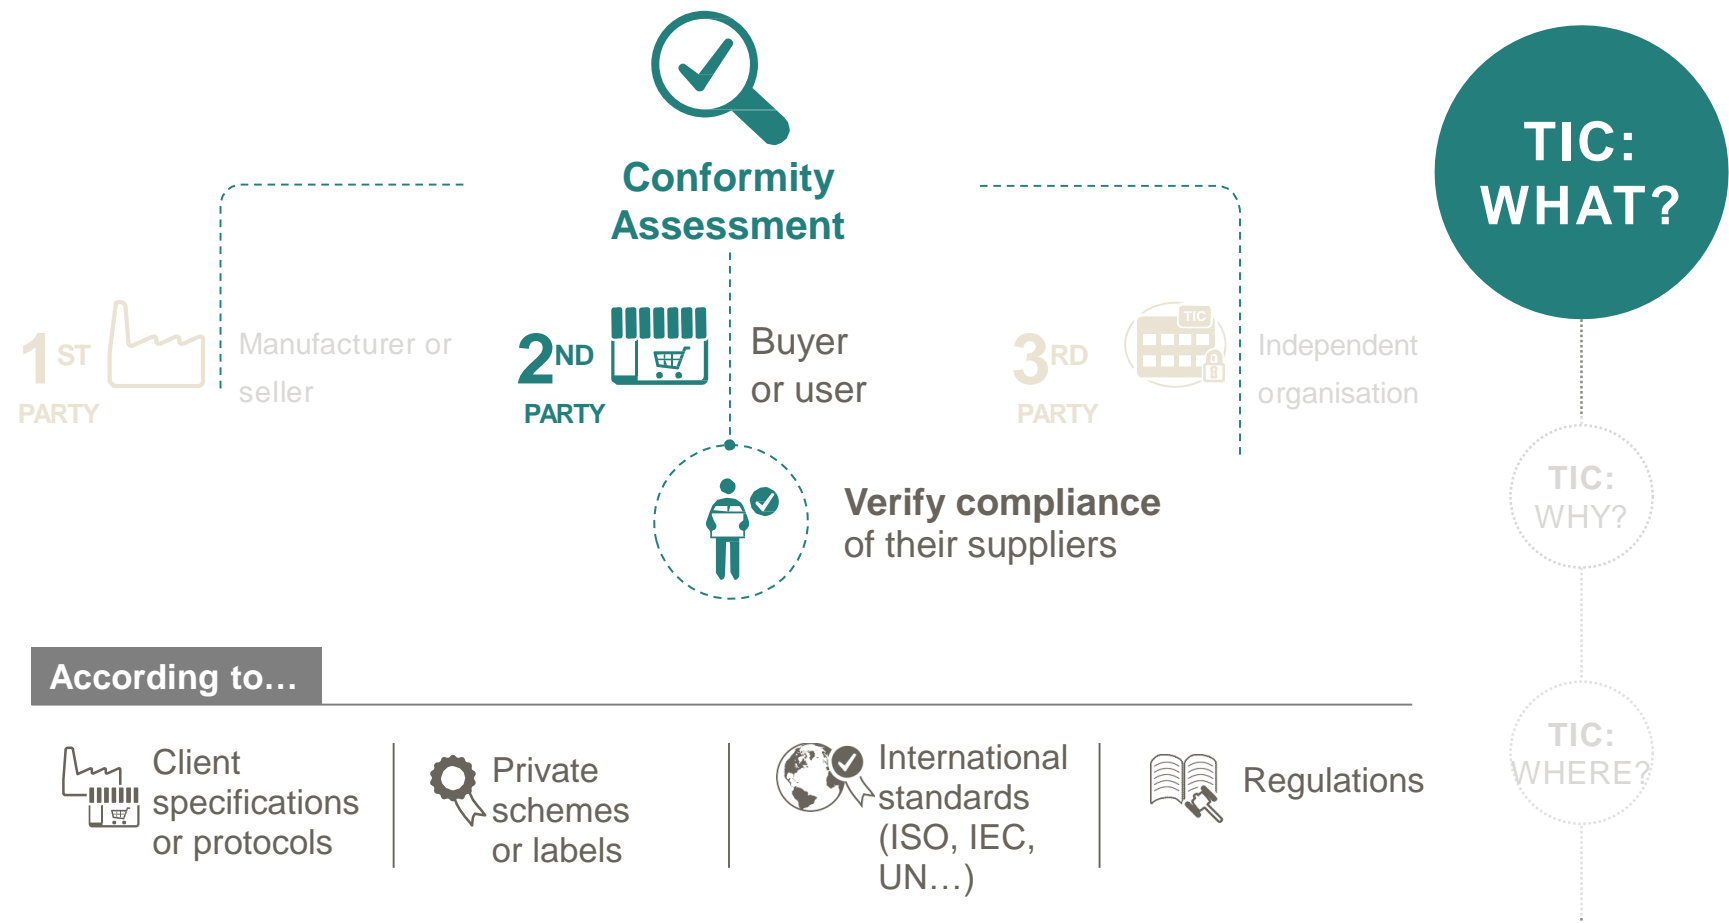 TIC:
WHAT?
Conformity
Assessment
1ST
PARTY
Manufacturer or
seller
2ND
PARTY
Buyer
or user
3RD
PARTY
TIC
Independent
organisation
Verify compliance
of their suppliers
TIC:
WHY?
According to…
TIC:
WHERE?
Client
specifications
or protocols
Private
schemes
or labels
International
standards
(ISO, IEC,
UN…)
Regulations